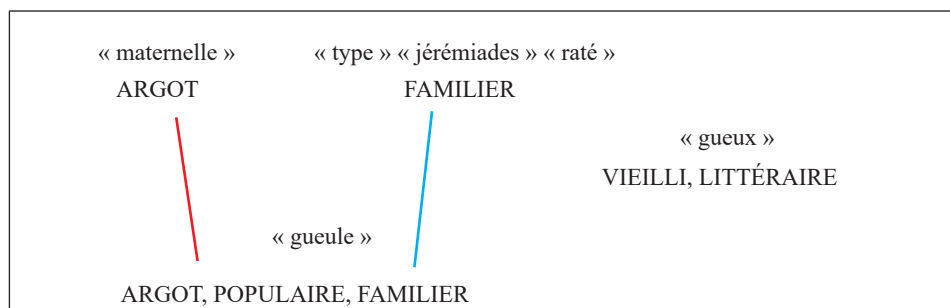 « maternelle »
« type » « jérémiades » « raté »
ARGOT
FAMILIER
« gueux »
VIEILLI, LITTÉRAIRE
« gueule »
ARGOT, POPULAIRE, FAMILIER